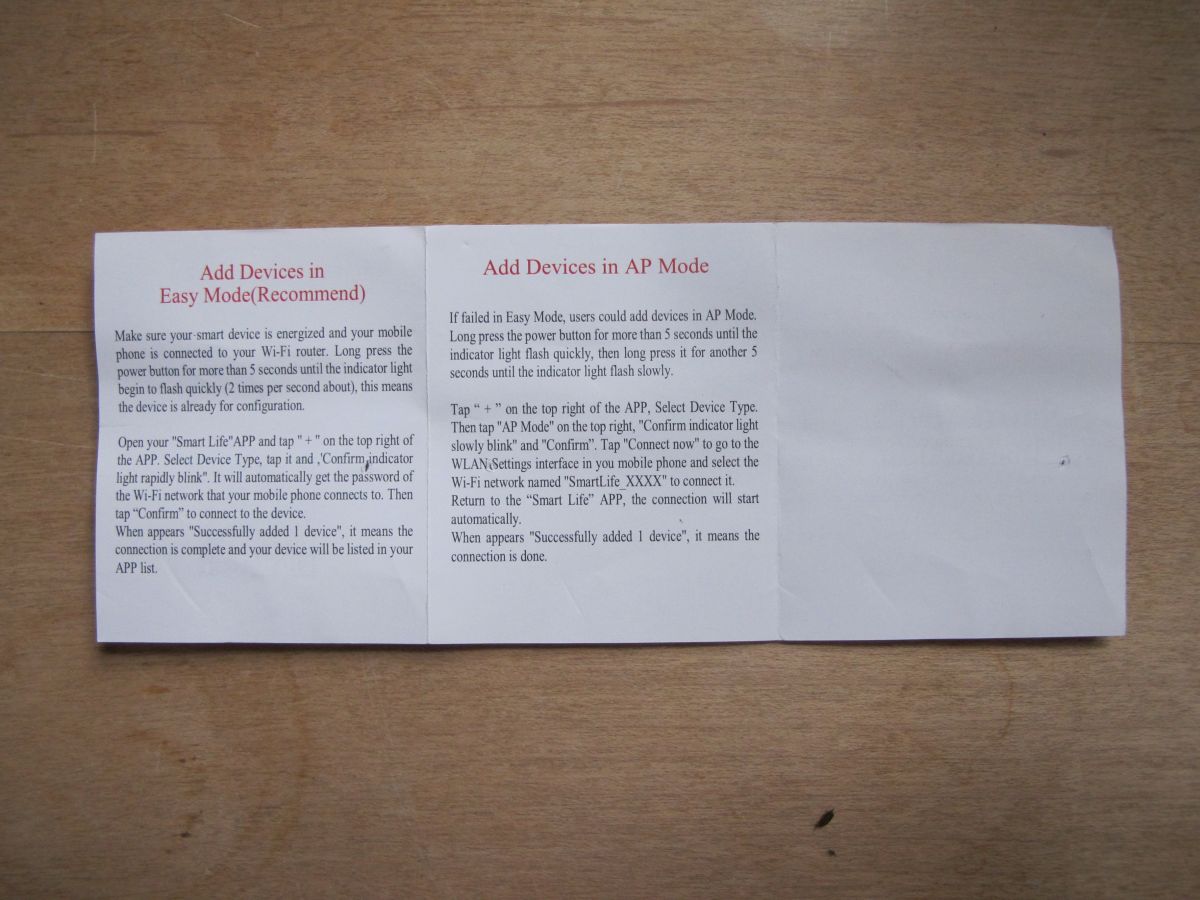 Add Devices in
Easy Mode(Recommend)
Make sure your smart device is energized and your mobile
phone is connected to your Wi-Fi router. Long press the
power button for more than 5 seconds until the indicator light
begin to flash quickly (2 times per second about), this means
the device is already for configuration.
Open your "Smart Life"APP and tap " + " on the top right of
the APP. Select Device Type, tap it and ,'Confirm indicator
light rapidly blink". It will automatically get the password of
the Wi-Fi network that your mobile phone connects to. Then
tap “Confirm” to connect to the device.
When appears "Successfully added 1 device", it means the
connection is complete and your device will be listed in your
APP list.
Add Devices in AP Mode
If failed in Easy Mode, users could add devices in AP Mode.
Long press the power button for more than 5 seconds until the
indicator light flash quickly, then long press it for another 5
seconds until the indicator light flash slowly.
Tap “ + ” on the top right of the APP, Select Device Type.
Then tap "AP Mode" on the top right, "Confirm indicator light
slowly blink" and "Confirm”. Tap "Connect now" to go to the
WLAN Settings interface in you mobile phone and select the
Wi-Fi network named "SmartLife_XXXX" to connect it.
Return to the “Smart Life” APP, the connection will start
automatically.
When appears "Successfully added 1 device", it means the
connection is done.